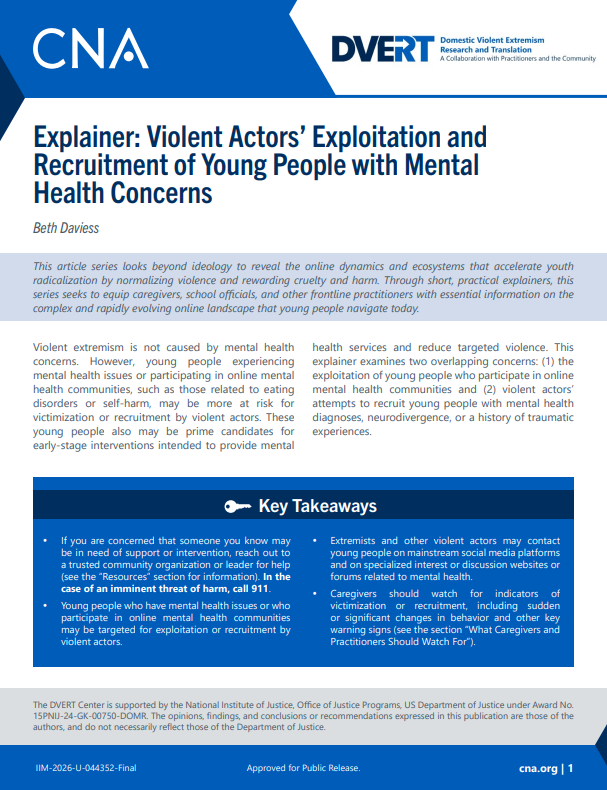 CNA
DVERT
Domestic Violent Extremism
Research and Translation
A Collaboration with Practitioners and the Community
Explainer: Violent Actors’ Exploitation and
Recruitment of Young People with Mental
Health Concerns
Beth Daviess
This article series looks beyond ideology to reveal the online dynamics and ecosystems that accelerate youth
radicalization by normalizing violence and rewarding cruelty and harm. Through short, practical explainers, this
series seeks to equip caregivers, school officials, and other frontline practitioners with essential information on the
complex and rapidly evolving online landscape that young people navigate today.
Violent extremism is not caused by mental health
concerns. However, young people experiencing
mental health issues or participating in online mental
health communities, such as those related to eating
disorders or self-harm, may be more at risk for
victimization or recruitment by violent actors. These
young people also may be prime candidates for
early-stage interventions intended to provide mental
health services and reduce targeted violence. This
explainer examines two overlapping concerns: (1) the
exploitation of young people who participate in online
mental health communities and (2) violent actors’
attempts to recruit young people with mental health
diagnoses, neurodivergence, or a history of traumatic
experiences.
Key Takeaways
• If you are concerned that someone you know may
be in need of support or intervention, reach out to
a trusted community organization or leader for help
(see the “Resources” section for information). In the
case of an imminent threat of harm, call 911.
• Young people who have mental health issues or who
participate in online mental health communities
may be targeted for exploitation or recruitment by
violent actors.
• Extremists and other violent actors may contact
young people on mainstream social media platforms
and on specialized interest or discussion websites or
forums related to mental health.
• Caregivers should watch for indicators of
victimization or recruitment, including sudden
or significant changes in behavior and other key
warning signs (see the section “What Caregivers and
Practitioners Should Watch For”).
The DVERT Center is supported by the National Institute of Justice, Office of Justice Programs, US Department of Justice under Award No.
15PNIJ-24-GK-00750-DOMR. The opinions, findings, and conclusions or recommendations expressed in this publication are those of the
authors, and do not necessarily reflect those of the Department of Justice.
IIM-2026-U-044352-Final
Approved for Public Release.
cna.org | 1